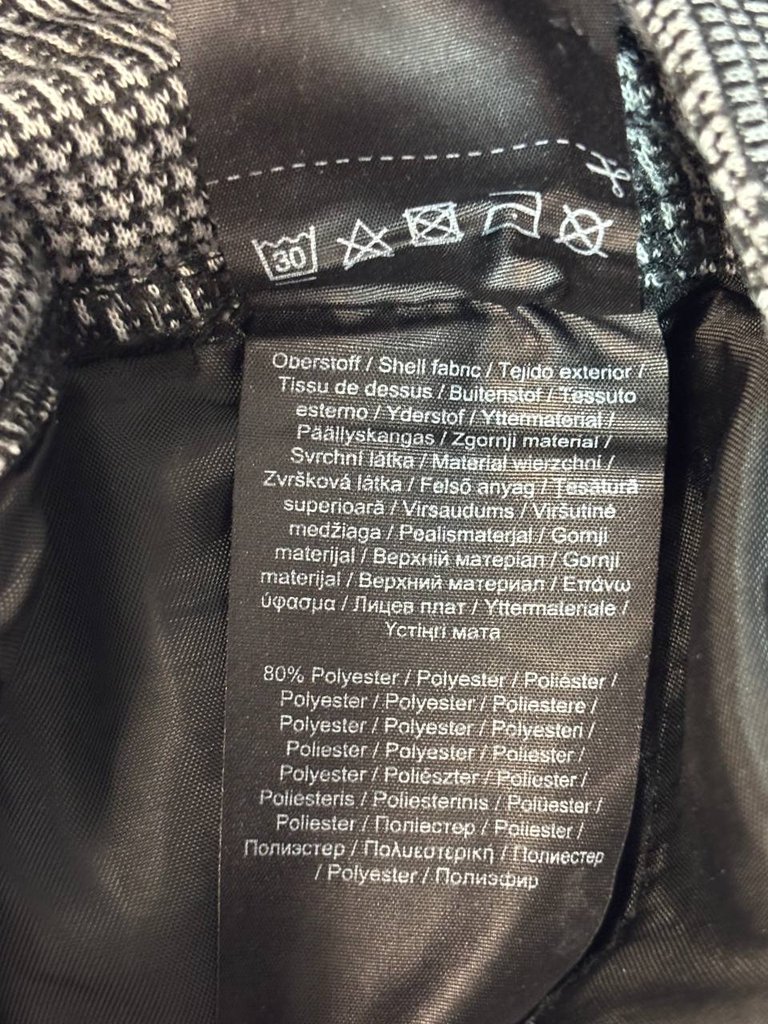 30
Oberstoff / Shell fabric / Tejido exterior /
Tissu de dessus / Buitenstof / Tessuto
esterno / Yderstof / Yttermaterial /
Päällyskangas / Zgornji material /
Svrchní látka / Material wierzchni /
Zvršková látka / Felső anyag / Țesătură
superioară / Virsaudums / Viršutinė
medžiaga / Pealismaterjal / Gornji
materijal / Верхній матеріал / Gornji
materijal / Верхний материал / Επάνω
ύφασμα / Лицев плат / Yttermateriale /
Үстіңгі мата
80% Polyester / Polyester / Poliéster /
Polyester / Polyester / Poliestere /
Polyester / Polyester / Polyesteri /
Poliester / Polyester / Poliester /
Polyester / Poliészter / Poliester /
Poliesteris / Poliesterinis / Polüester /
Poliester / Поліестер / Poliester /
Полиэстер / Πολυεστερική / Полиестер
/ Polyester / Полиэфир